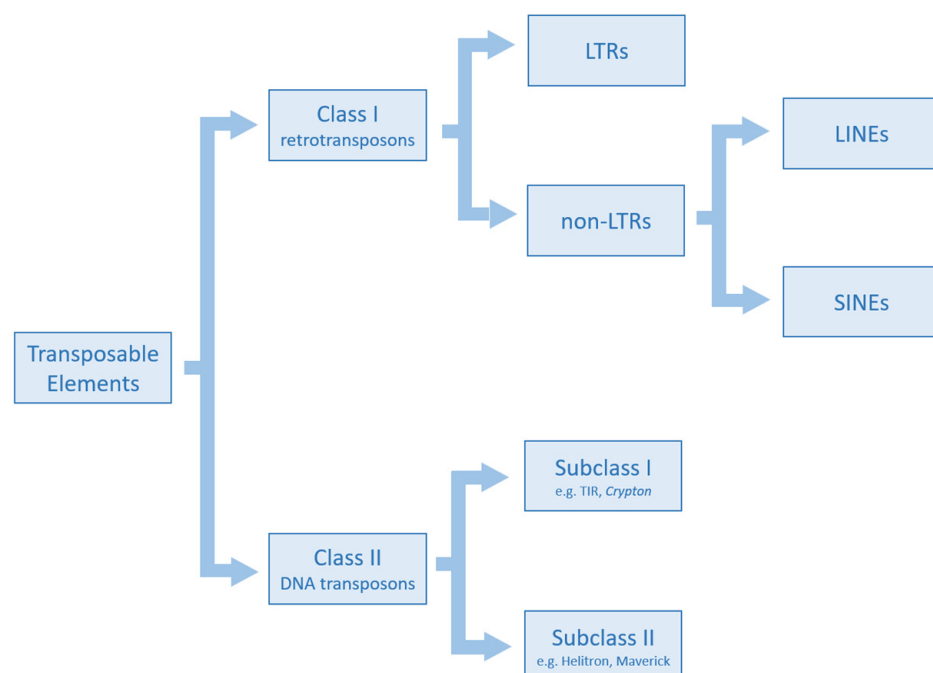 LTRs
Class I
retrotransposons
LINEs
non-LTRs
SINEs
Transposable
Elements
Subclass I
e.g. TIR, Crypton
Class II
DNA transposons
Subclass II
e.g. Helitron, Maverick